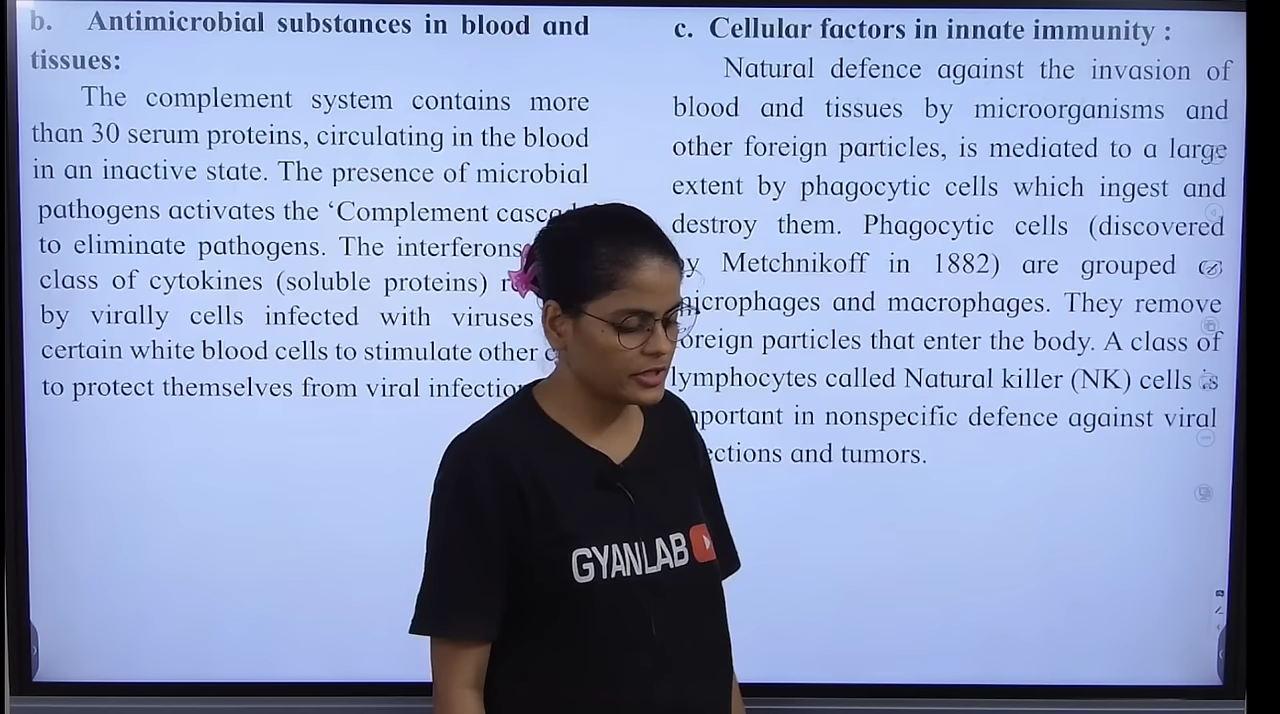 b. Antimicrobial substances in blood and
tissues:
The complement system contains more
than 30 serum proteins, circulating in the blood
in an inactive state. The presence of microbial
pathogens activates the ‘Complement
to eliminate pathogens. The interferons
class of cytokines (soluble proteins)
by virally cells infected with viruses
certain white blood cells to stimulate other
to protect themselves from viral
c. Cellular factors in innate immunity :
Natural defence against the invasion of
blood and tissues by microorganisms and
other foreign particles, is mediated to a large
extent by phagocytic cells which ingest and
destroy them. Phagocytic cells (discovered
by Metchnikoff in 1882) are grouped
microphages and macrophages. They remove
foreign particles that enter the body. A class of
lymphocytes called Natural killer (NK) cells is
important in nonspecific defence against viral
and tumors.
GYANLAB